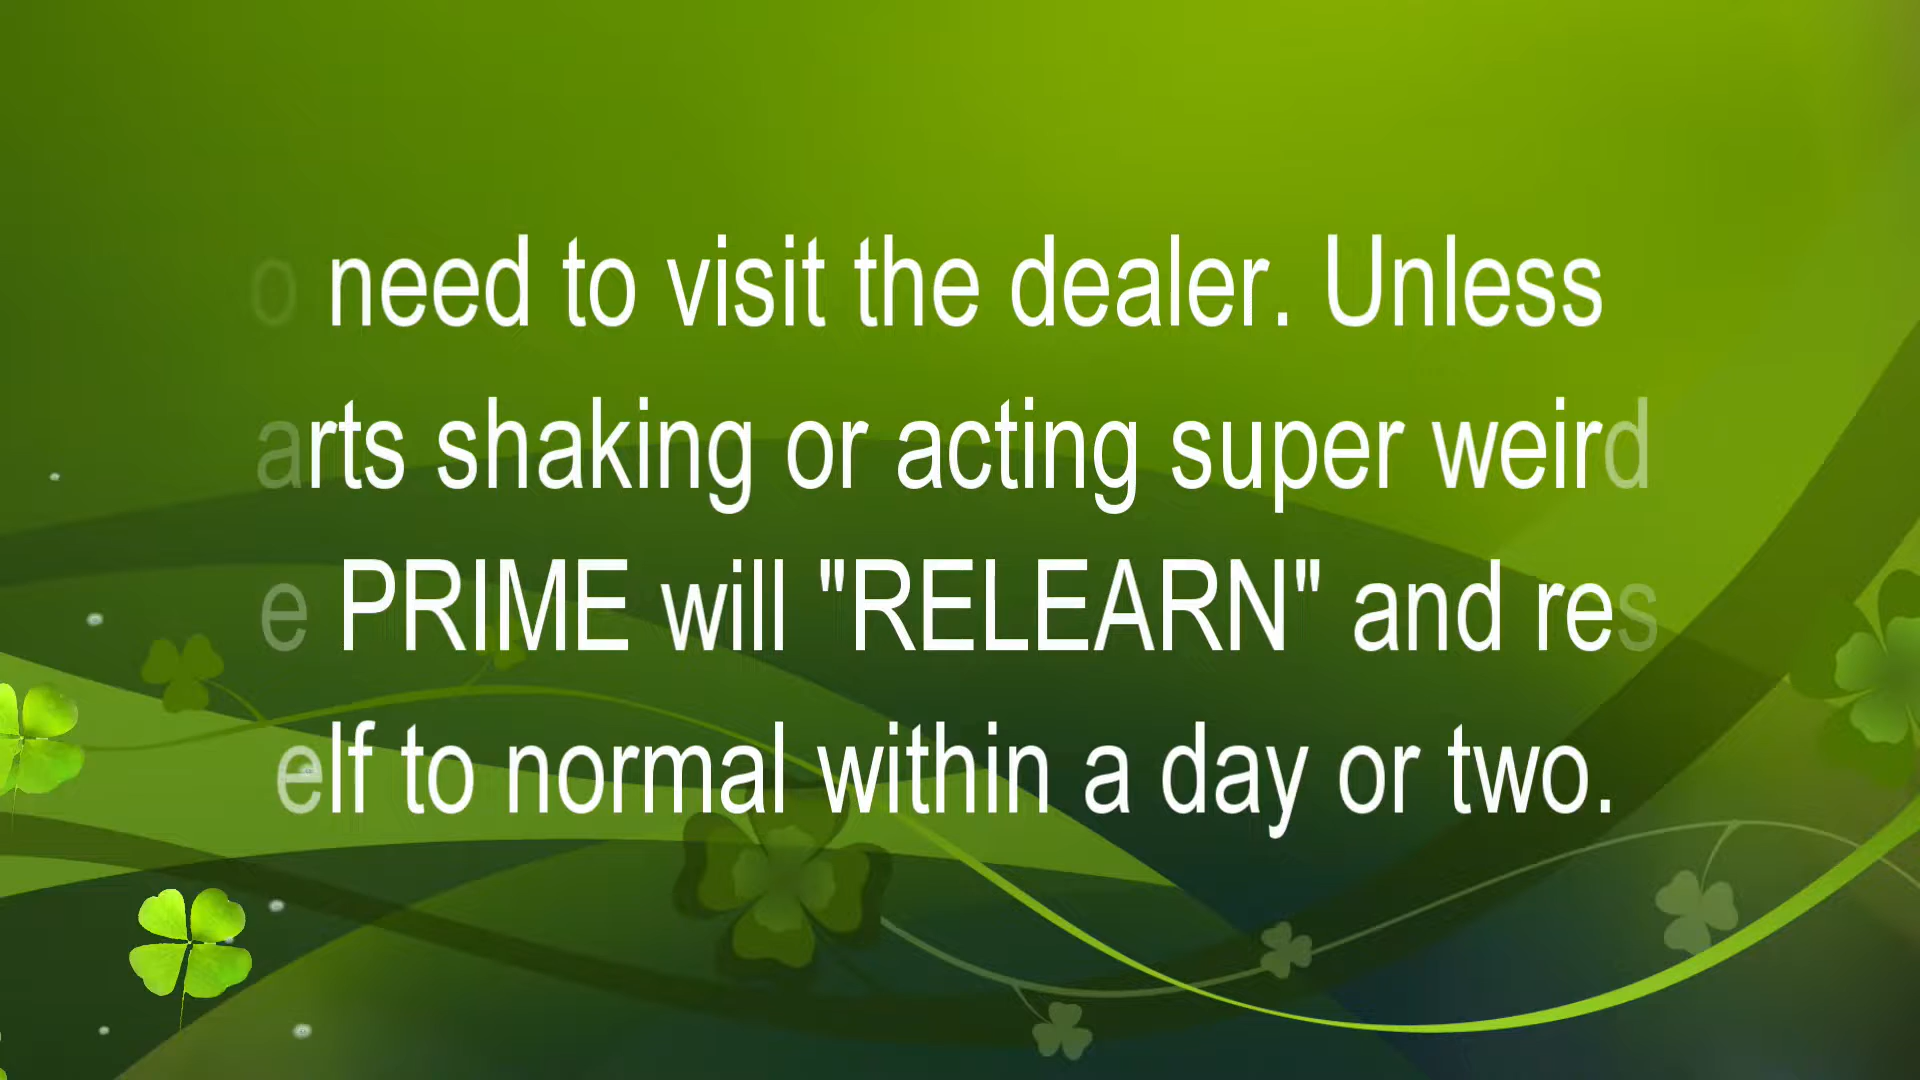 o need to visit the dealer. Unless
arts shaking or acting super weird
e PRIME will "RELEARN" and res
elf to normal within a day or two.